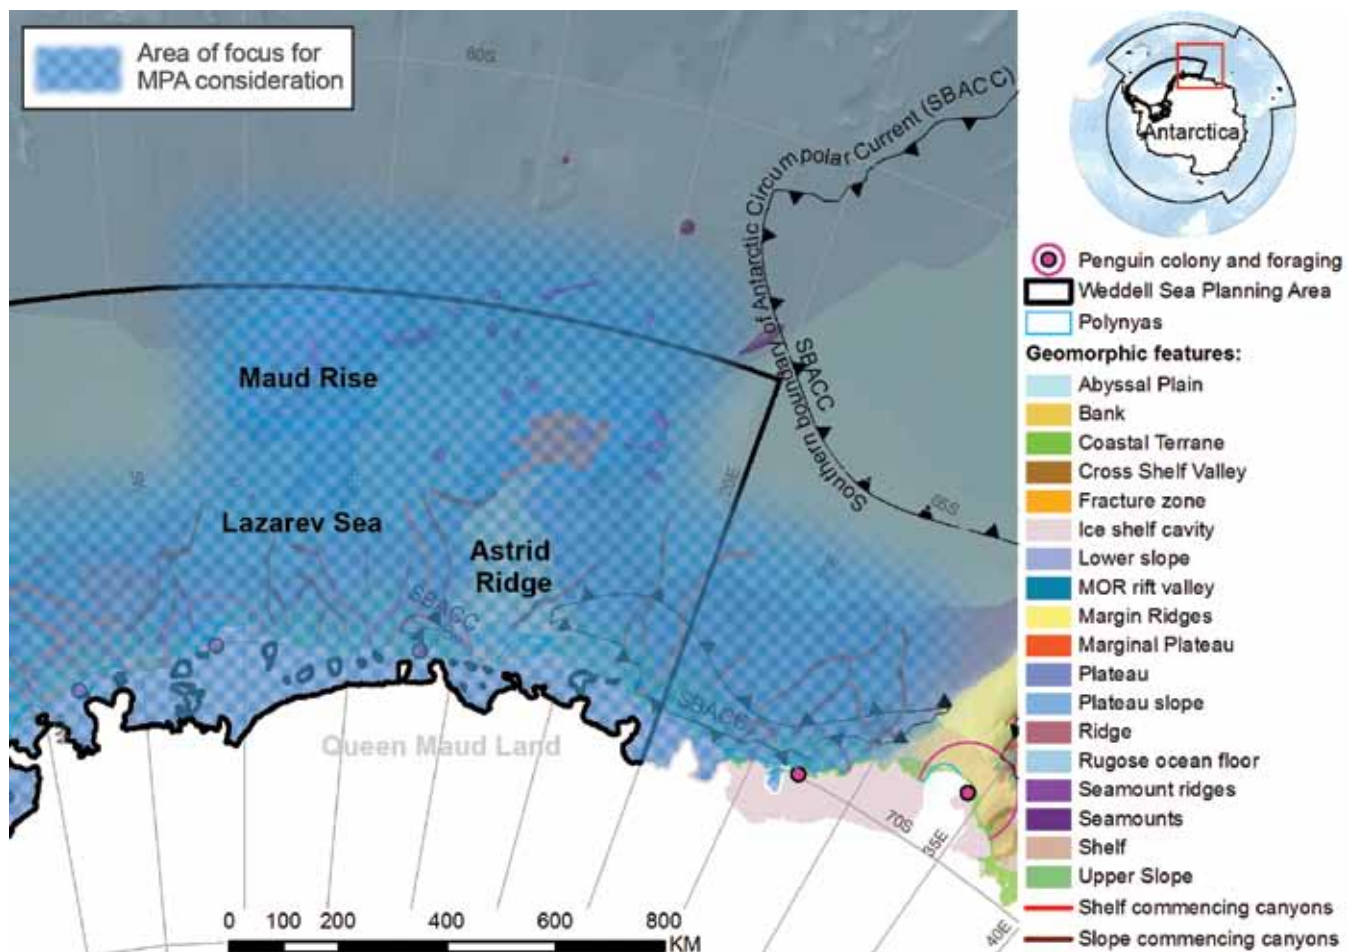 Area of focus for
MPA consideration
60S
Southern boundary of Antarctic Circumpolar Current (SBACC)
SBACC
Maud Rise
65S
20E
Lazarev Sea
Astrid
Ridge
SBACC
SBACC
Queen Maud Land
70S
35E
40E
0 100 200 400 600 800
KM
Antarctica
Penguin colony and foraging
Weddell Sea Planning Area
Polynyas
Geomorphic features:
Abyssal Plain
Bank
Coastal Terrane
Cross Shelf Valley
Fracture zone
Ice shelf cavity
Lower slope
MOR rift valley
Margin Ridges
Marginal Plateau
Plateau
Plateau slope
Ridge
Rugose ocean floor
Seamount ridges
Seamounts
Shelf
Upper Slope
Shelf commencing canyons
Slope commencing canyons